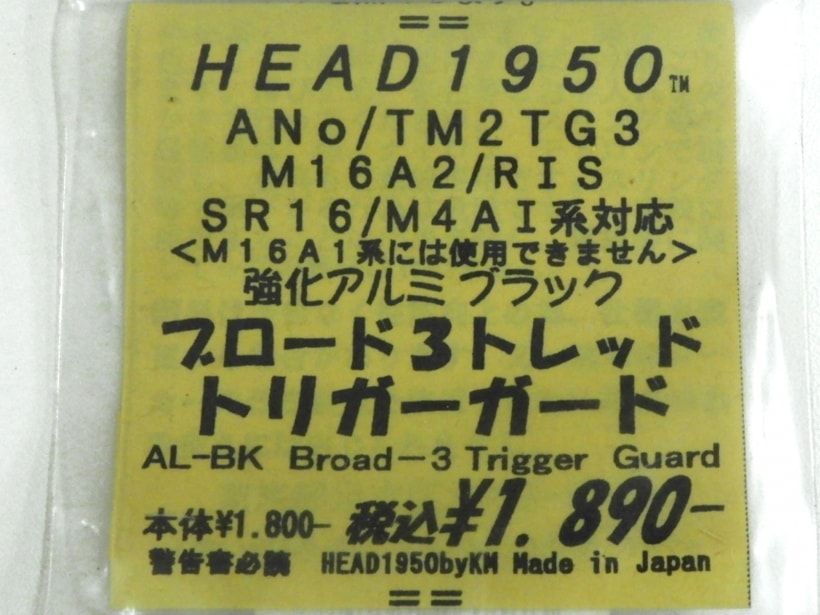 ==
HEAD1950™
ANo/TM2TG3
M16A2/RIS
SR16/M4AI系対応
<M16A1系には使用できません>
強化アルミブラック
ブロード3トレッド
トリガーガード
AL-BK Broad-3 Trigger Guard
本体¥1.800- 税込¥1.890-
警告書必読 HEAD1950byKM Made in Japan
==